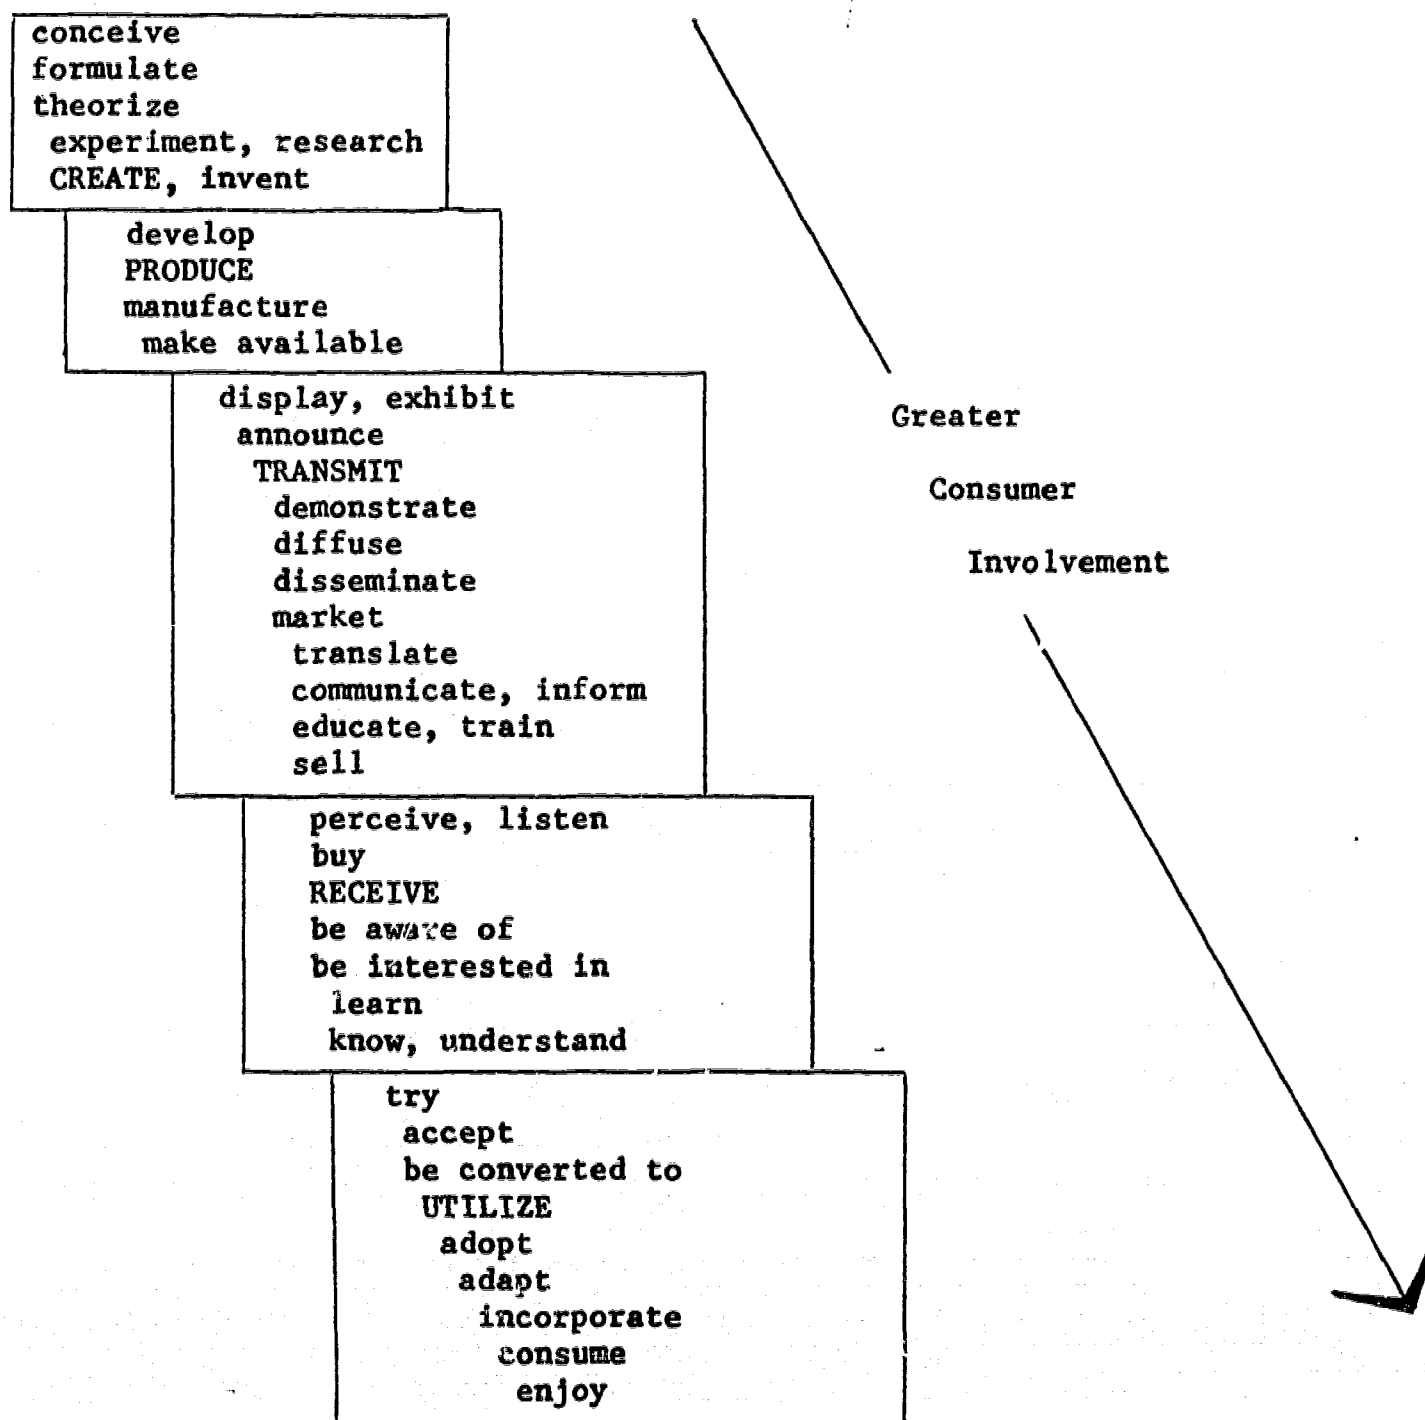 conceive
formulate
theorize
experiment, research
CREATE, invent
develop
PRODUCE
manufacture
make available
display, exhibit
announce
TRANSMIT
demonstrate
diffuse
disseminate
market
translate
communicate, inform
educate, train
sell
perceive, listen
buy
RECEIVE
be aware of
be interested in
learn
know, understand
try
accept
be converted to
UTILIZE
adopt
adapt
incorporate
consume
enjoy
Greater
Consumer
Involvement